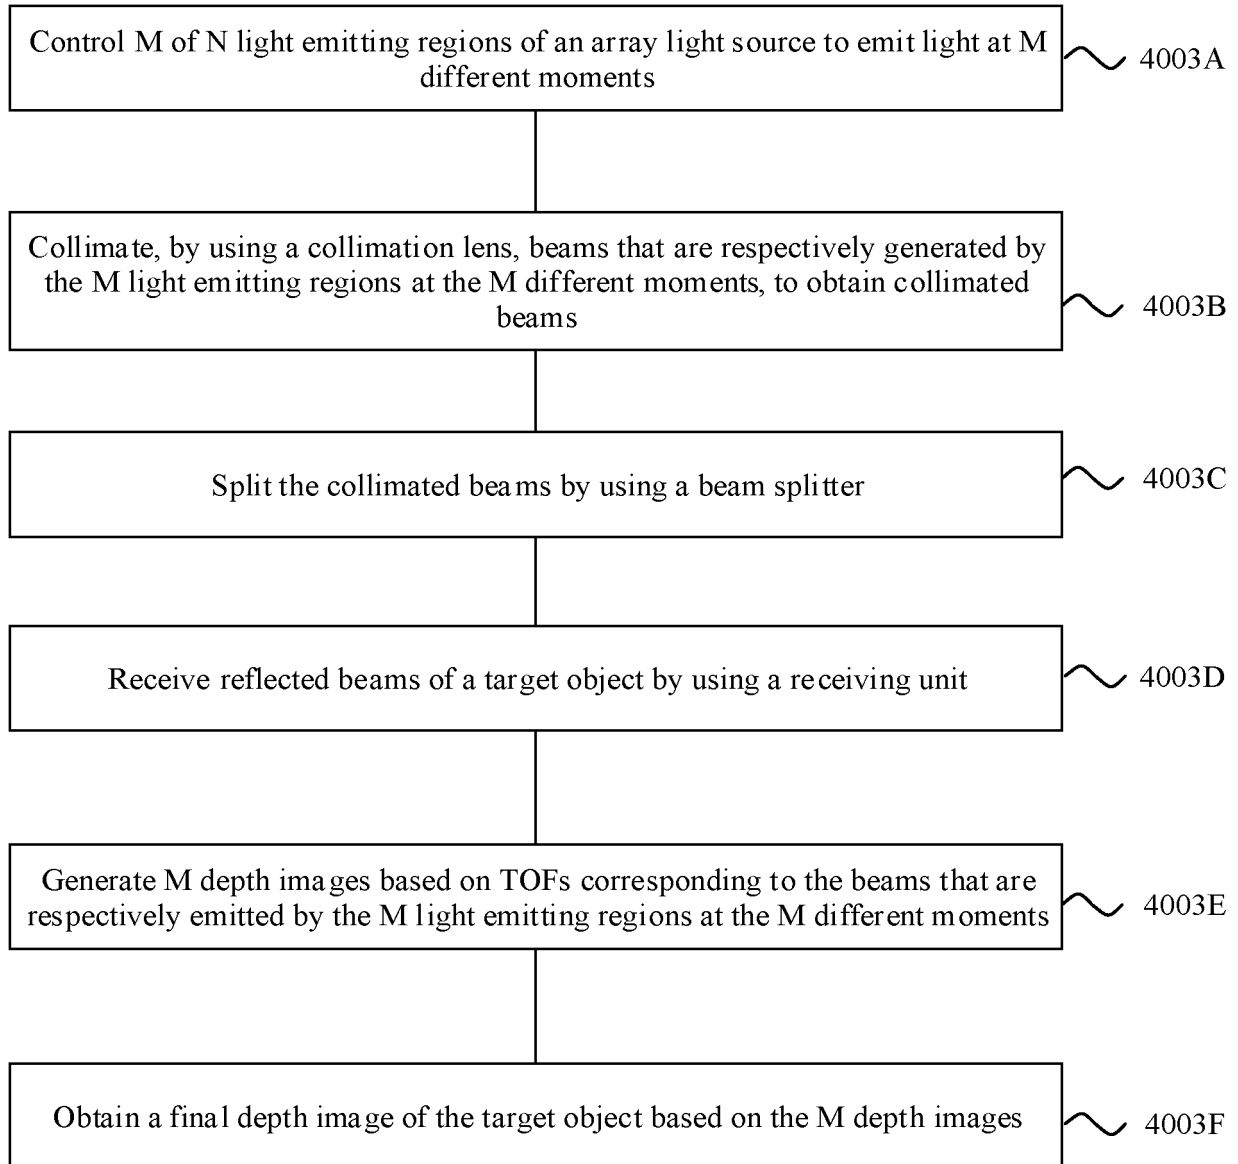 Control M of N light emitting regions of an array light source to emit light at M
different moments
4003A
Collimate, by using a collimation lens, beams that are respectively generated by
the M light emitting regions at the M different moments, to obtain collimated
beams
4003B
Split the collimated beams by using a beam splitter
4003C
Receive reflected beams of a target object by using a receiving unit
4003D
Generate M depth images based on TOFs corresponding to the beams that are
respectively emitted by the M light emitting regions at the M different moments
4003E
Obtain a final depth image of the target object based on the M depth images
4003F